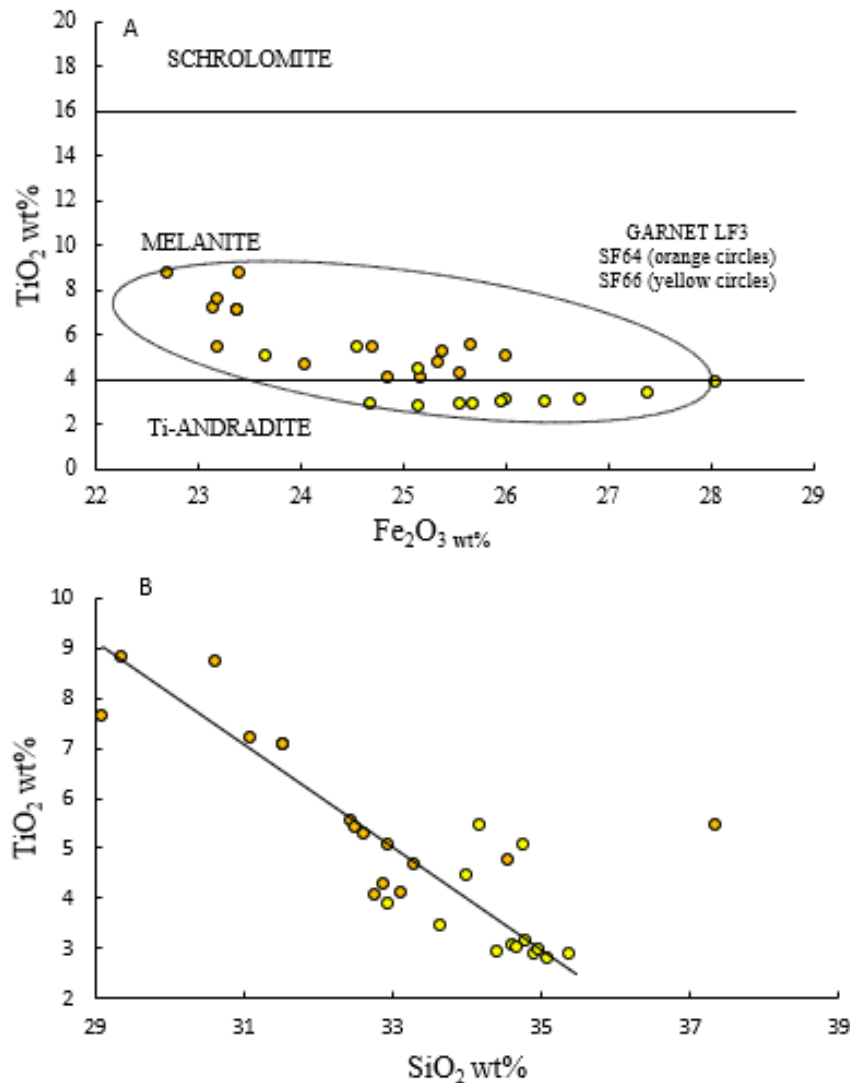 A
20
18
16
14
12
10
8
6
4
2
0
TiO2 wt%
SCHROLOMITE
MELANITE
GARNET LF3
SF64 (orange circles)
SF66 (yellow circles)
Ti-ANDRADITE
22 23 24 25 26 27 28 29
Fe2O3 wt%
B
10
9
8
7
6
5
4
3
2
TiO2 wt%
29 31 33 35 37 39
SiO2 wt%